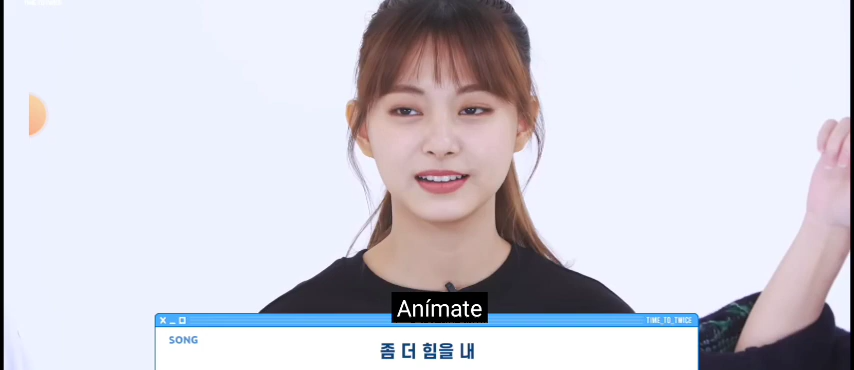 Anímate
TIME_TO_TWICE
SONG
좀 더 힘을 내